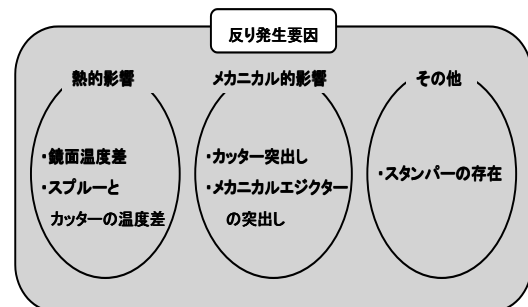 反り発生要因
熱的影響
・鏡面温度差
・スプルーと
カッターの温度差
メカニカル的影響
・カッター突出し
・メカニカルエジクター
の突出し
その他
・スタンパーの存在